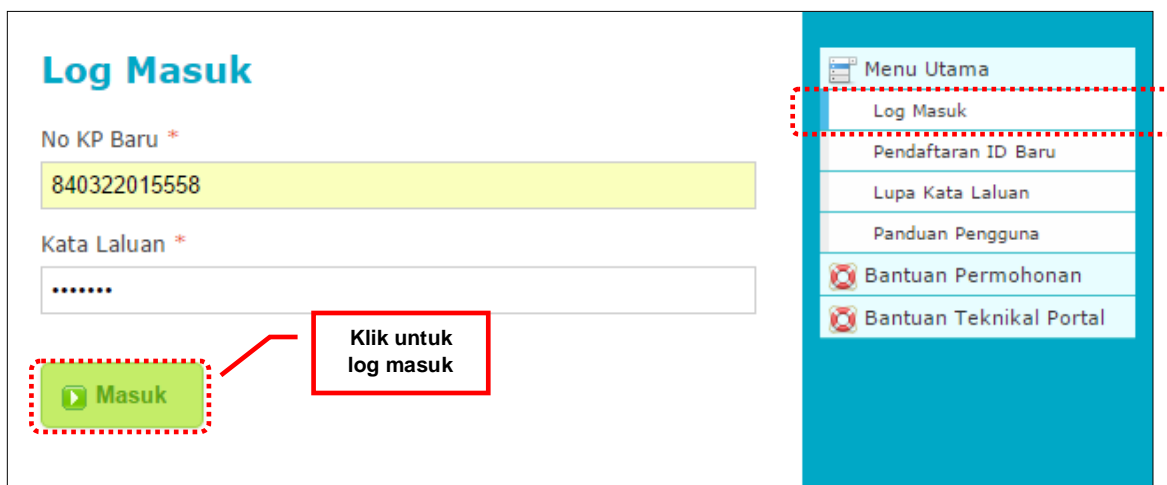 Log Masuk
No KP Baru *
840322015558
Kata Laluan *
•••••••
Klik untuk
log masuk
Masuk
Menu Utama
Log Masuk
Pendaftaran ID Baru
Lupa Kata Laluan
Panduan Pengguna
Bantuan Permohonan
Bantuan Teknikal Portal